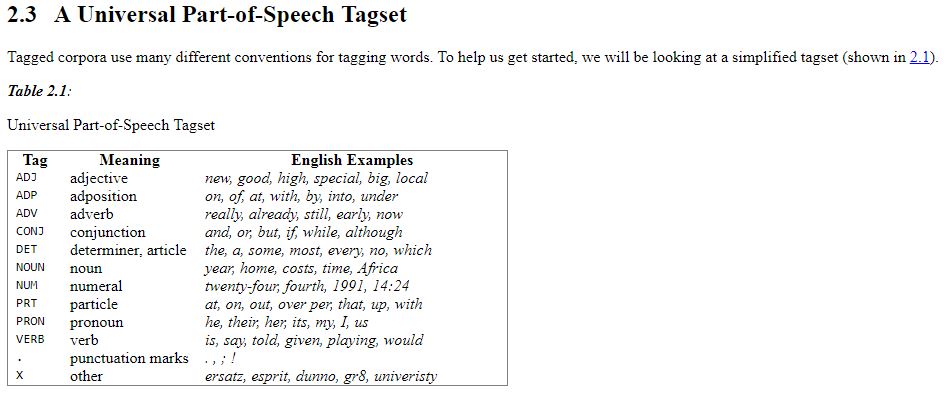 2.3 A Universal Part-of-Speech Tagset
Tagged corpora use many different conventions for tagging words. To help us get started, we will be looking at a simplified tagset (shown in 2.1).
Table 2.1:
Universal Part-of-Speech Tagset
Tag Meaning English Examples
ADJ adjective new, good, high, special, big, local
ADP adposition on, of, at, with, by, into, under
ADV adverb really, already, still, early, now
CONJ conjunction and, or, but, if, while, although
DET determiner, article the, a, some, most, every, no, which
NOUN noun year, home, costs, time, Africa
NUM numeral twenty-four, fourth, 1991, 14:24
PRT particle at, on, out, over per, that, up, with
PRON pronoun he, their, her, its, my, I, us
VERB verb is, say, told, given, playing, would
. punctuation marks . , ; !
X other ersatz, esprit, dunno, gr8, univeristy